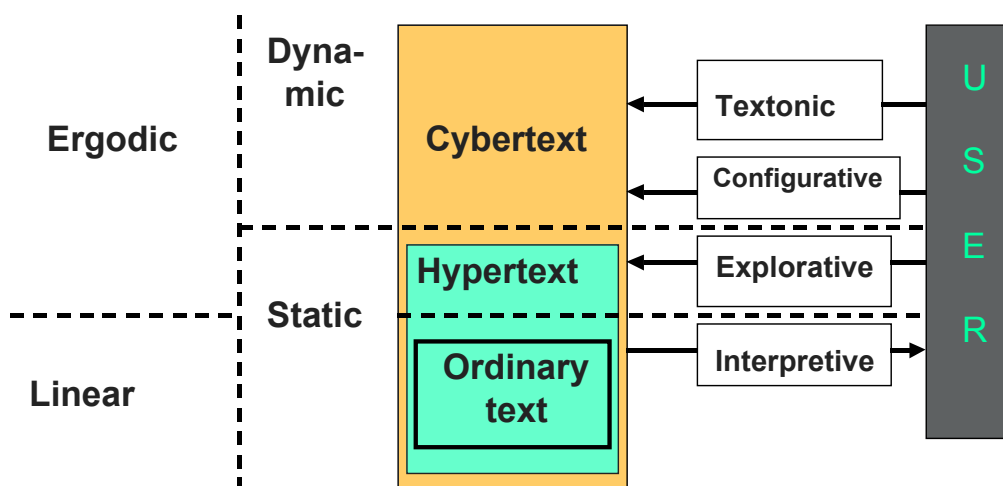 Dyna-
mic
Ergodic
Static
Linear
Cybertext
Hypertext
Ordinary
text
Textonic
Configurative
Explorative
Interpretive
U
S
E
R